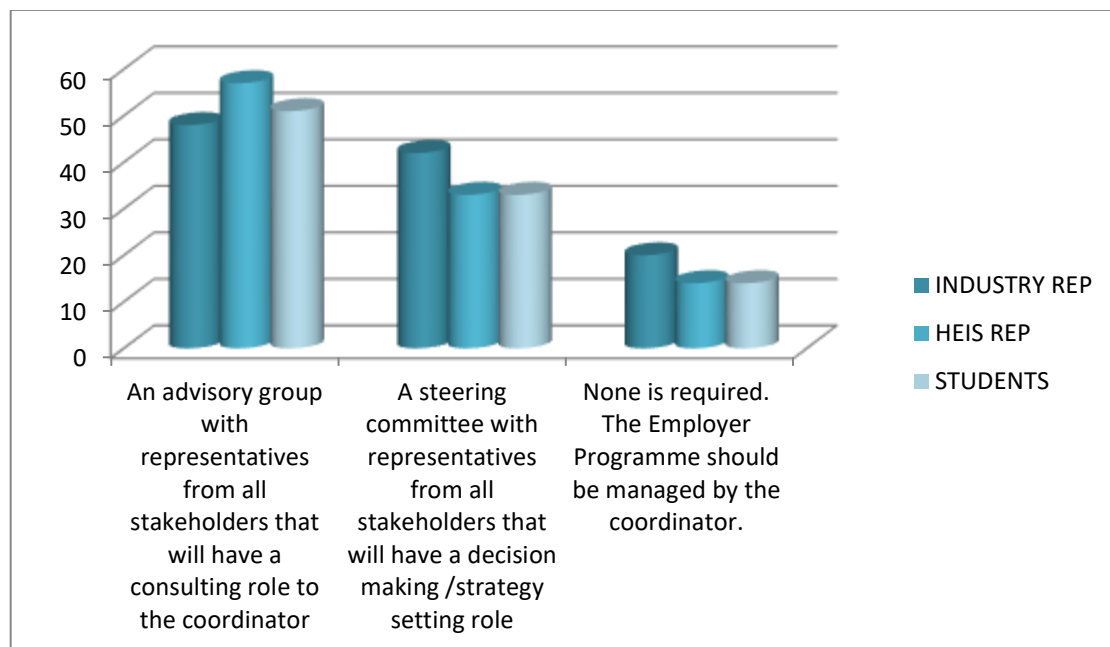 60
50
40
30
20
10
0
An advisory group
with
representatives
from all
stakeholders that
will have a
consulting role to
the coordinator
A steering
committee with
representatives
from all
stakeholders that
will have a decision
making /strategy
setting role
None is required.
The Employer
Programme should
be managed by the
coordinator.
INDUSTRY REP
HEIS REP
STUDENTS